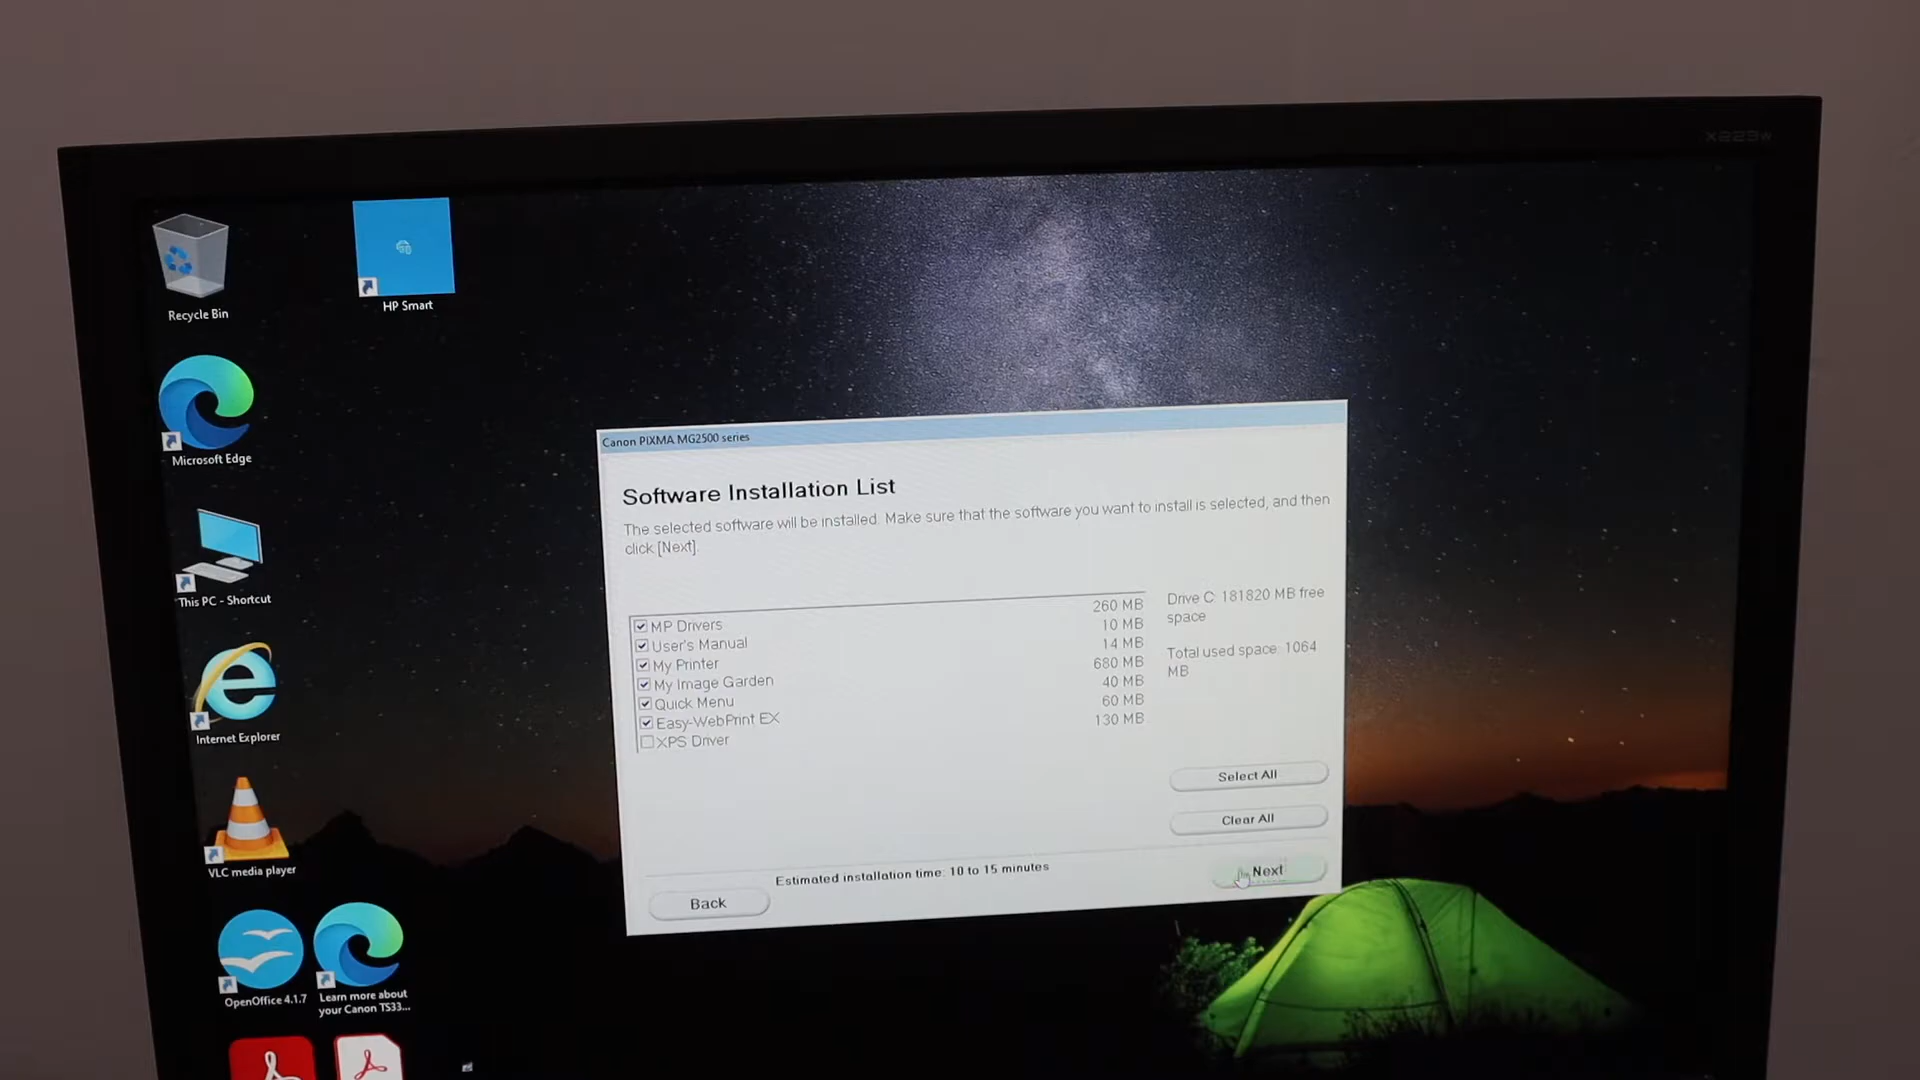 X223W
Recycle Bin
HP Smart
Microsoft Edge
This PC - Shortcut
Internet Explorer
VLC media player
OpenOffice 4.1.7
Learn more about
your Canon TS33...
Canon PIXMA MG2500 series
Software Installation List
The selected software will be installed. Make sure that the software you want to install is selected, and then
click [Next].
MP Drivers 260 MB
User's Manual 10 MB
My Printer 14 MB
My Image Garden 680 MB
Quick Menu 40 MB
Easy-WebPrint EX 60 MB
XPS Driver 130 MB
Drive C: 181820 MB free
space
Total used space: 1064
MB
Select All
Clear All
Estimated installation time: 10 to 15 minutes
Back
Next